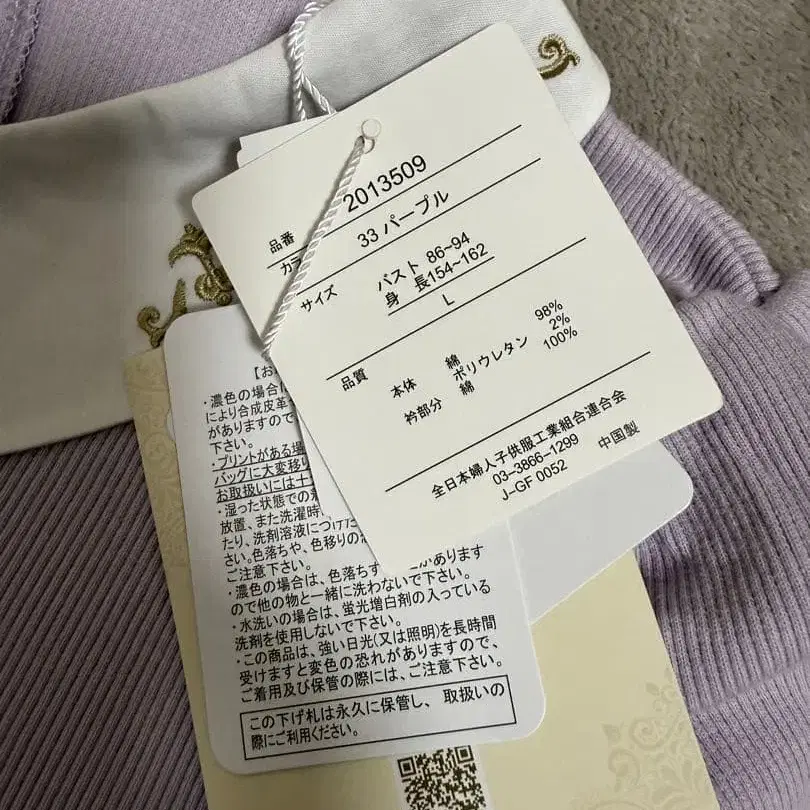 品番 2013509
カラ 33 パープル
サイズ バスト 86~94
身 長154~162
L
品質 本体 綿 98%
ポリウレタン 2%
衿部分 綿 100%
全日本婦人子供服工業組合連合会
03-3866-1299
J-GF 0052 中国製
【お
・濃色の場合
により合成皮革
がありますので
下さい。
・プリントがある場
バッグに大変移り
お取扱いには十
・湿った状態での
放置、また洗濯時
たり、洗剤溶液につけた
さい。色落ちや、色移りの
ご注意下さい。
・濃色の場合は、色落ちす とがあります
ので他の物と一緒に洗わないで下さい。
・水洗いの場合は、蛍光増白剤の入っている
洗剤を使用しないで下さい。
・この商品は、強い日光(又は照明)を長時間
受けますと変色の恐れがありますので、
ご着用及び保管の際には、ご注意下さい。
この下げ札は永久に保管し、取扱いの
際にご利用ください。